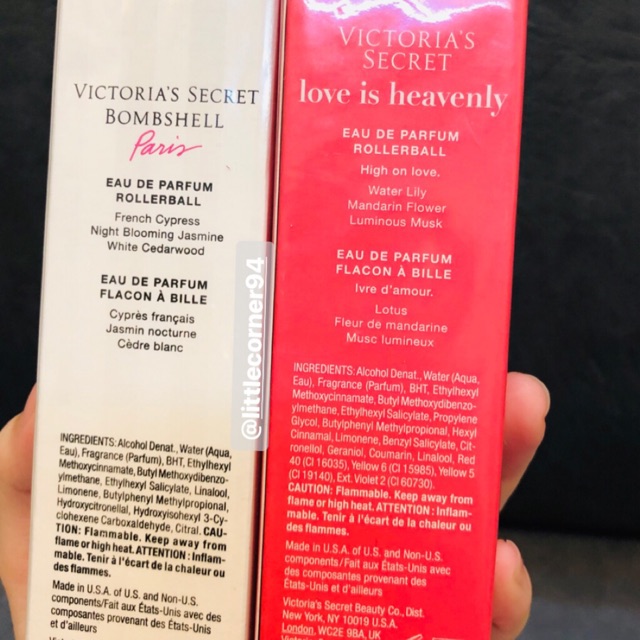 VICTORIA'S SECRET
BOMBSHELL
Paris
EAU DE PARFUM
ROLLERBALL
French Cypress
Night Blooming Jasmine
White Cedarwood
EAU DE PARFUM
FLACON À BILLE
Cyprès français
Jasmin nocturne
Cèdre blanc
INGREDIENTS: Alcohol Denat., Water (Aqua,
Eau), Fragrance (Parfum), BHT, Ethylhexyl
Methoxycinnamate, Butyl Methoxydibenzo-
ylmethane, Ethylhexyl Salicylate, Linalool,
Limonene, Butylphenyl Methylpropional,
Hydroxycitronellal, Hydroxyisohexyl 3-Cy-
clohexene Carboxaldehyde, Citral. CAU-
TION: Flammable. Keep away from
flame or high heat. ATTENTION : Inflam-
mable. Tenir à l'écart de la chaleur ou
des flammes.
Made in U.S.A. of U.S. and Non-U.S.
components/Fait aux États-Unis avec des
composantes provenant des États-Unis
et d'ailleurs
@littlecorner94
VICTORIA'S
SECRET
love is heavenly
EAU DE PARFUM
ROLLERBALL
High on love.
Water Lily
Mandarin Flower
Luminous Musk
EAU DE PARFUM
FLACON À BILLE
Ivre d'amour.
Lotus
Fleur de mandarine
Musc lumineux
INGREDIENTS: Alcohol Denat., Water (Aqua,
Eau), Fragrance (Parfum), BHT, Ethylhexyl
Methoxycinnamate, Butyl Methoxydibenzo-
ylmethane, Ethylhexyl Salicylate, Propylene
Glycol, Butylphenyl Methylpropional, Hexyl
Cinnamal, Limonene, Benzyl Salicylate, Cit-
ronellol, Geraniol, Coumarin, Linalool, Red
40 (CI 16035), Yellow 6 (CI 15985), Yellow 5
(CI 19140), Ext. Violet 2 (CI 60730).
CAUTION: Flammable. Keep away from
flame or high heat. ATTENTION : Inflam-
mable. Tenir à l'écart de la chaleur ou
des flammes.
Made in U.S.A. of U.S. and Non-U.S.
components/Fait aux États-Unis avec
des composantes provenant des
États-Unis et d'ailleurs
Victoria's Secret Beauty Co., Dist.
New York, NY 10019 U.S.A.
London, WC2E 9BA, UK